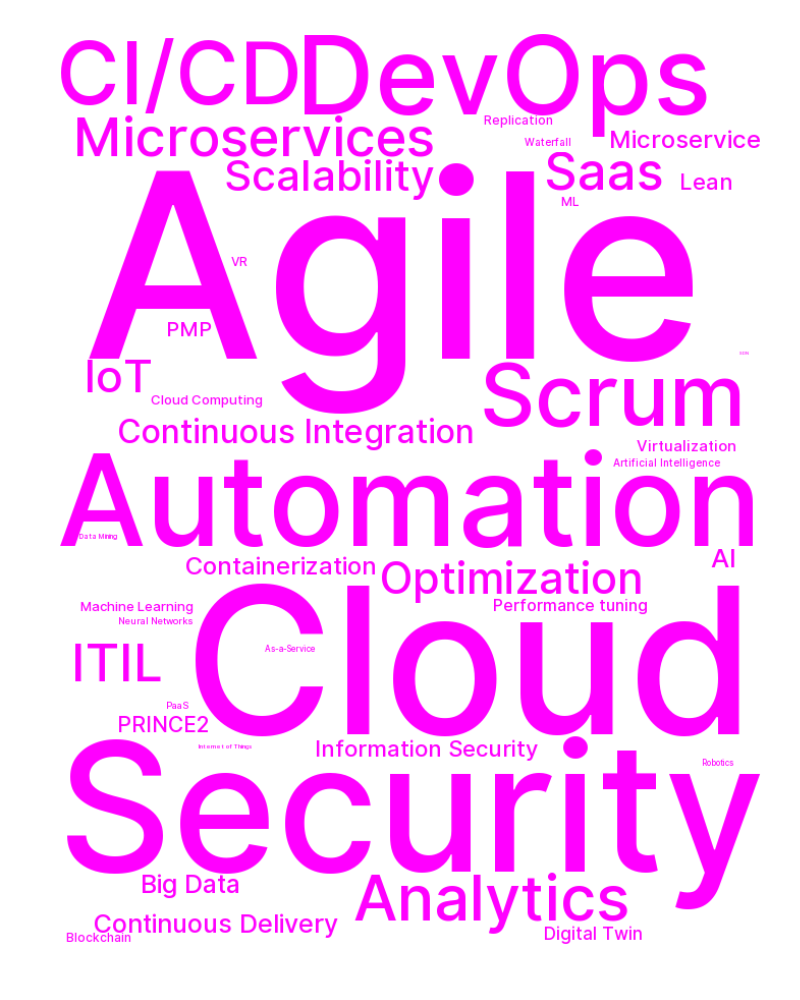 CI/CD
DevOps
Replication
Microservices
Waterfall
Microservice
Scalability
Saas
Lean
ML
Agile
VR
PMP
IoT
Cloud Computing
Scrum
Continuous Integration
Virtualization
Artificial Intelligence
Automation
Data Mining
AI
Containerization
Optimization
Machine Learning
Performance tuning
Neural Networks
Cloud
As-a-Service
ITIL
PaaS
PRINCE2
Internet of Things
Information Security
Robotics
Security
Big Data
Analytics
Continuous Delivery
Digital Twin
Blockchain